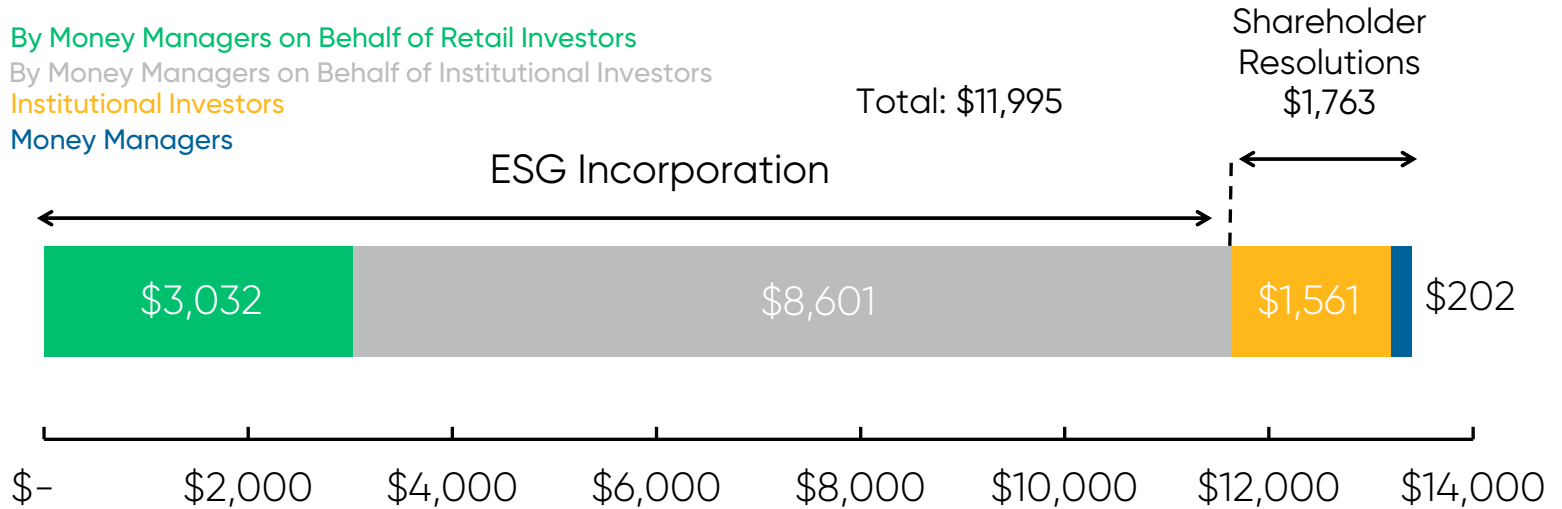 By Money Managers on Behalf of Retail Investors
By Money Managers on Behalf of Institutional Investors
Institutional Investors
Money Managers
Total: $11,995
Shareholder
Resolutions
$1,763
ESG Incorporation
$3,032
$8,601
$1,561
$202
$-
$2,000
$4,000
$6,000
$8,000
$10,000
$12,000
$14,000